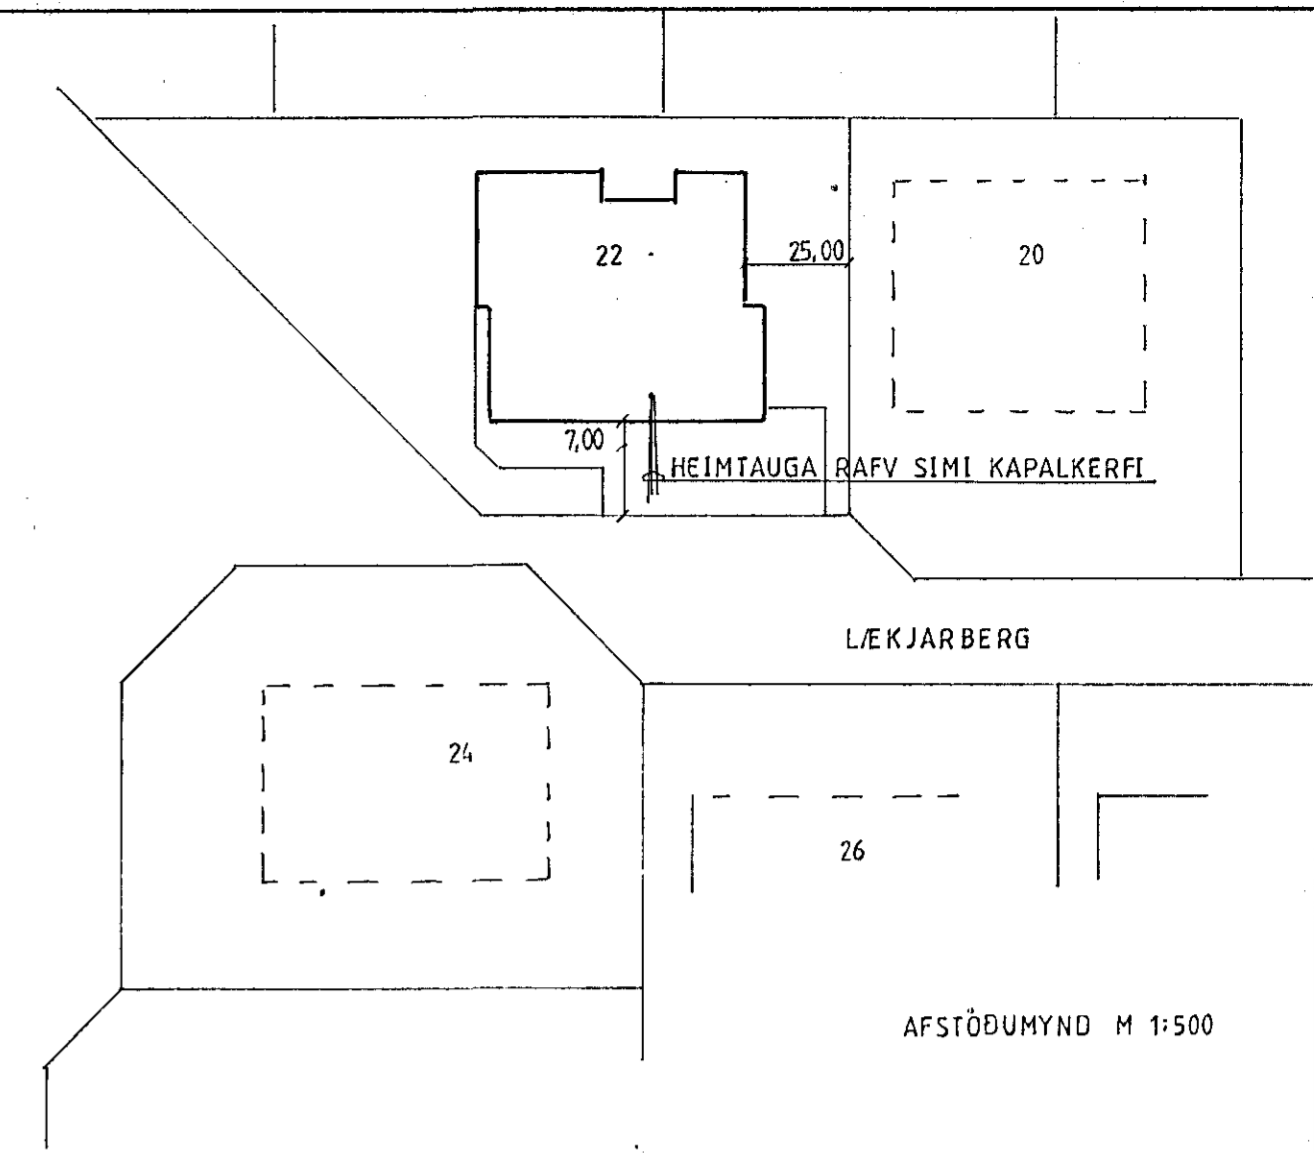 22
25,00
20
7,00
HEIMTAUGA RAFV SIMI KAPALKERFI
LÆKJARBERG
24
26
AFSTÖÐUMYND M 1:500